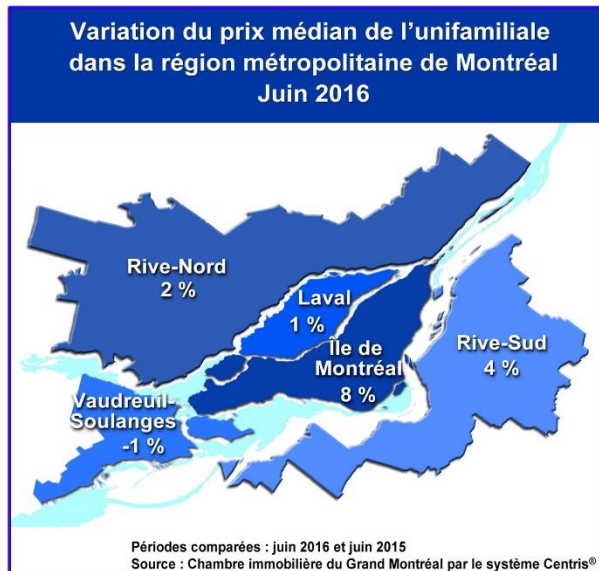 Variation du prix médian de l'unifamiliale
dans la région métropolitaine de Montréal
Juin 2016
Rive-Nord
2 %
Laval
1 %
Île de
Montréal
8 %
Rive-Sud
4 %
Vaudreuil-
Soulanges
-1 %
Périodes comparées : juin 2016 et juin 2015
Source : Chambre immobilière du Grand Montréal par le système Centris®